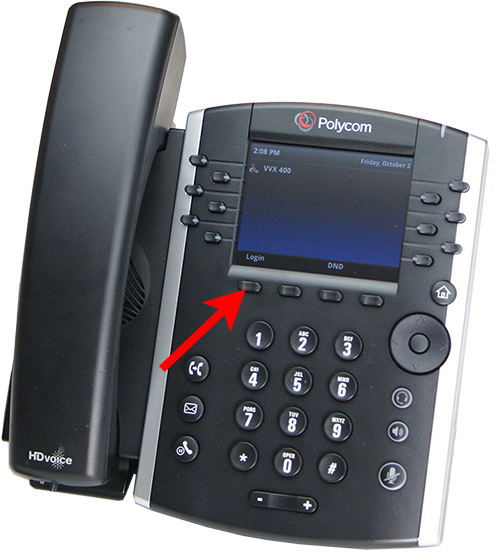 Polycom
2:08 PM
Friday, October 2
VVX 400
Login
DND
1
ABC
2
DEF
3
GHI
4
JKL
5
MNO
6
PQRS
7
TUV
8
WXYZ
9
*
OPER
0
#
- +
HDvoice